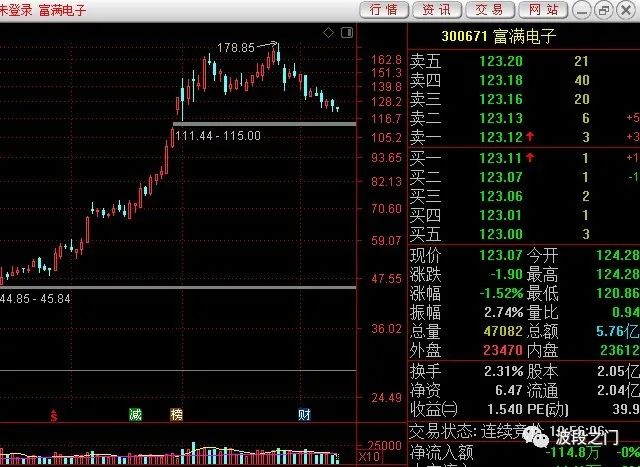 未登录 富满电子
行情 资讯 交易 网站
300671 富满电子
178.85
162.8
151.3
139.8
128.2
116.7
105.2
93.65
82.13
70.60
59.07
47.55
36.02
24.49
111.44 - 115.00
44.85 - 45.84
$ 减 榜 财
25000
X10
卖五 123.20 21
卖四 123.18 40
卖三 123.16 20
卖二 123.13 6 +5
卖一 123.12 3 +3
买一 123.11 1 +1
买二 123.07 1 -1
买三 123.06 2
买四 123.01 1
买五 123.00 3
现价 123.07 今开 124.28
涨跌 -1.90 最高 124.28
涨幅 -1.52% 最低 120.86
振幅 2.74% 量比 0.94
总量 47082 总额 5.76亿
外盘 23470 内盘 23612
换手 2.31% 股本 2.05亿
净资 6.47 流通 2.04亿
收益㈠ 1.540 PE(动) 39.9
交易状态: 连续竞价
波段之门
净流入额 -114.8万 -0%